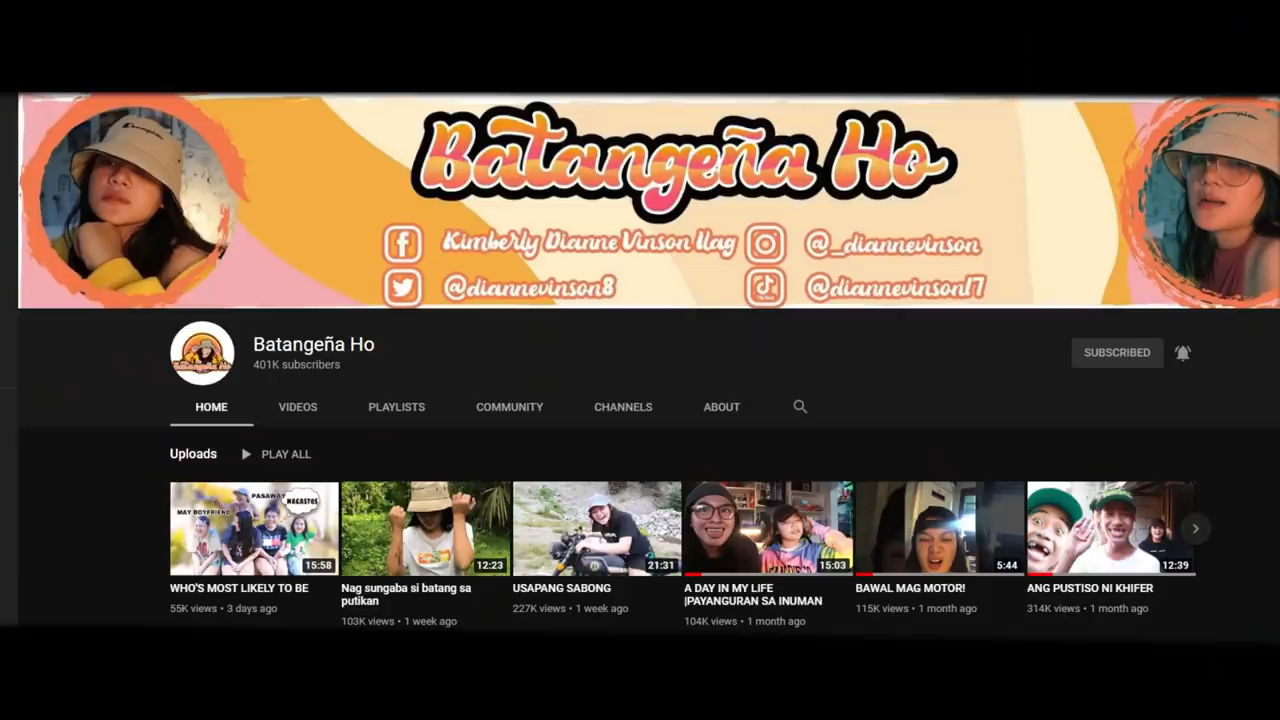 Batangeña Ho
Kimberly Dianne Vinson Ilag
@_diannevinson
@diannevinson8
@diannevinson17
Champion
Batangeña Ho
401K subscribers
SUBSCRIBED
HOME
VIDEOS
PLAYLISTS
COMMUNITY
CHANNELS
ABOUT
Uploads
PLAY ALL
PASAWAY
NAGASTOS
MAY BOYFRIEND
15:58
12:23
21:31
15:03
5:44
12:39
WHO'S MOST LIKELY TO BE
55K views • 3 days ago
Nag sungaba si batang sa
putikan
103K views • 1 week ago
USAPANG SABONG
227K views • 1 week ago
A DAY IN MY LIFE
|PAYANGURAN SA INUMAN
104K views • 1 month ago
BAWAL MAG MOTOR!
115K views • 1 month ago
ANG PUSTISO NI KHIFER
314K views • 1 month ago